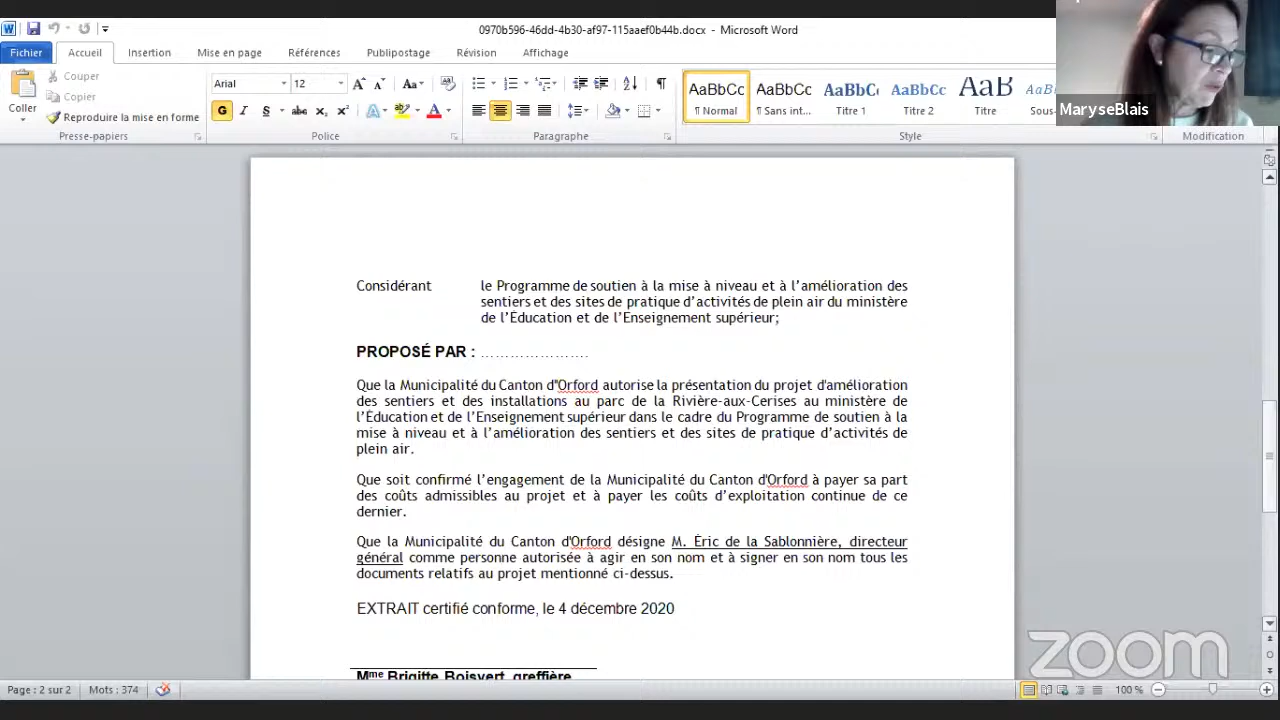 0970b596-46dd-4b30-af97-115aaef0b44b.docx - Microsoft Word
Fichier Accueil Insertion Mise en page Références Publipostage Révision Affichage
Coller
Couper
Copier
Reproduire la mise en forme
Presse-papiers
Arial 12
G I S abc x₂ x²
Police
Paragraphe
AaBbCc AaBbCc AaBbC AaBbCc AaB AaBbC
¶ Normal ¶ Sans int... Titre 1 Titre 2 Titre Sous-
Style
Modification
MaryseBlais
Considérant le Programme de soutien à la mise à niveau et à l’amélioration des
sentiers et des sites de pratique d’activités de plein air du ministère
de l’Éducation et de l’Enseignement supérieur;
PROPOSÉ PAR : ………………….
Que la Municipalité du Canton d"Orford autorise la présentation du projet d'amélioration
des sentiers et des installations au parc de la Rivière-aux-Cerises au ministère de
l’Éducation et de l’Enseignement supérieur dans le cadre du Programme de soutien à la
mise à niveau et à l’amélioration des sentiers et des sites de pratique d’activités de
plein air.
Que soit confirmé l’engagement de la Municipalité du Canton d'Orford à payer sa part
des coûts admissibles au projet et à payer les coûts d’exploitation continue de ce
dernier.
Que la Municipalité du Canton d'Orford désigne M. Éric de la Sablonnière, directeur
général comme personne autorisée à agir en son nom et à signer en son nom tous les
documents relatifs au projet mentionné ci-dessus.
EXTRAIT certifié conforme, le 4 décembre 2020
Mme Brigitte Boisvert, greffière
zoom
Page : 2 sur 2 Mots : 374 100 %